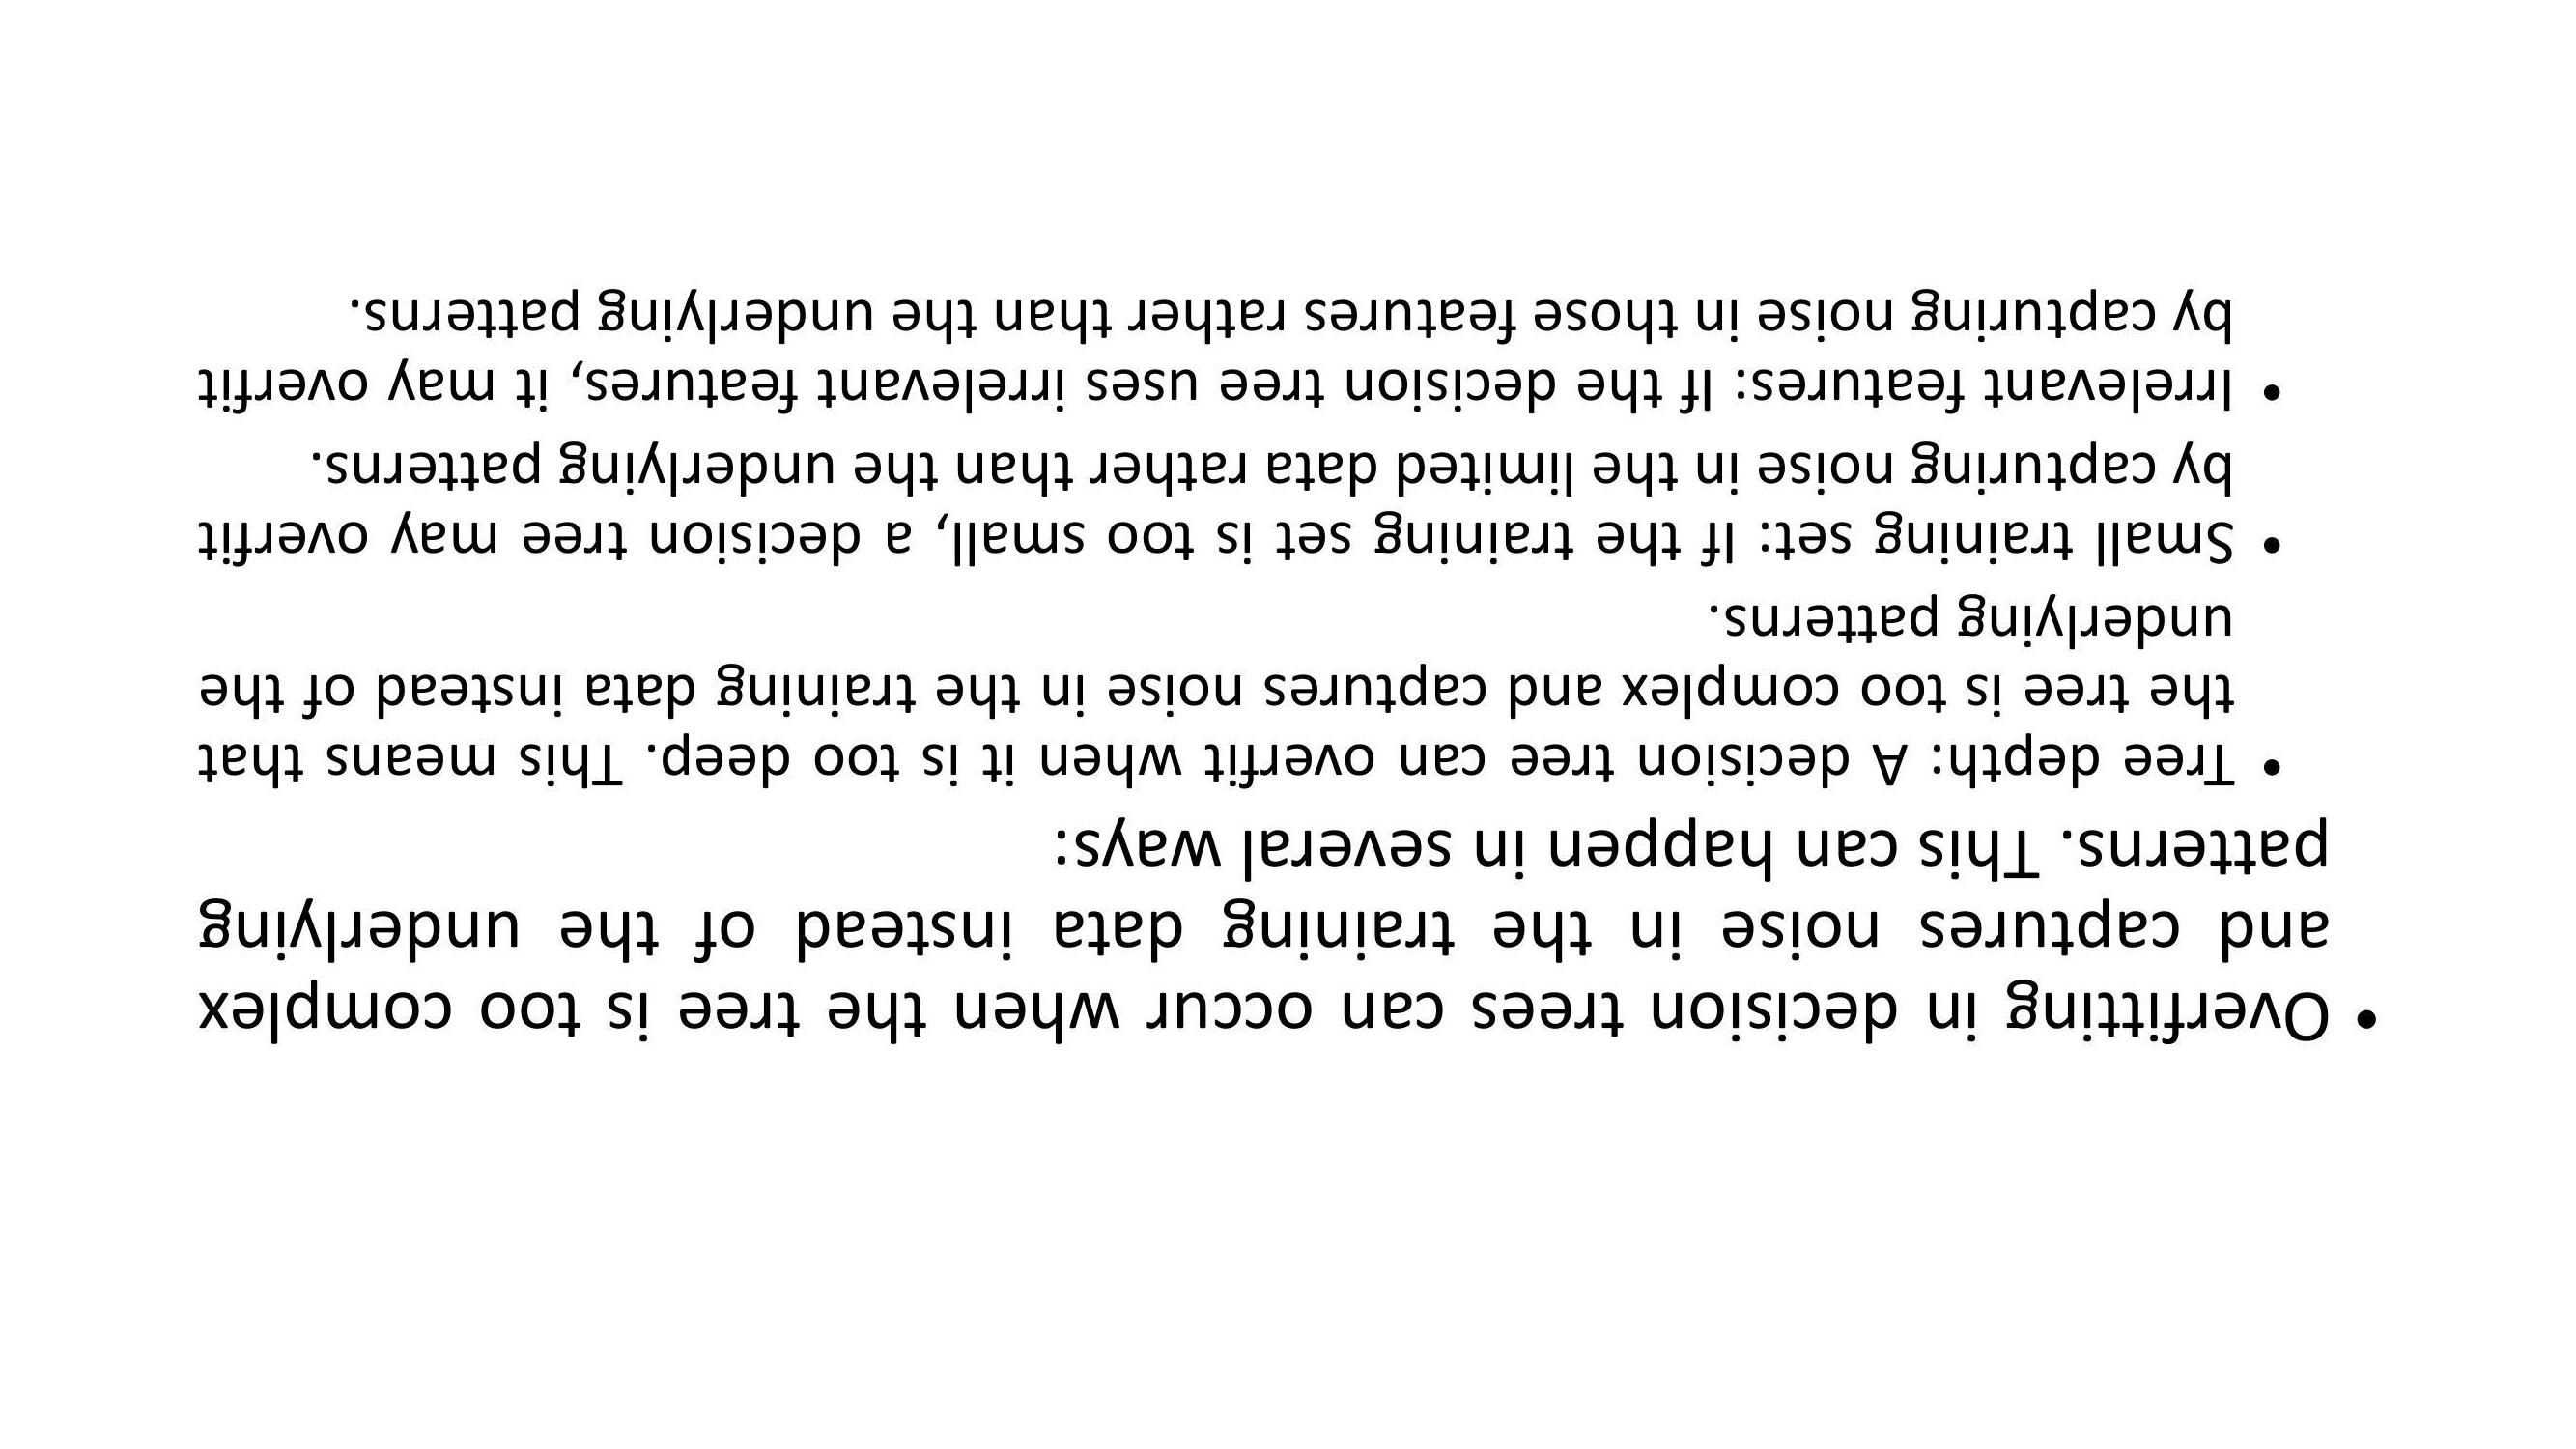 • Overfitting in decision trees can occur when the tree is too complex
and captures noise in the training data instead of the underlying
patterns. This can happen in several ways:
• Tree depth: A decision tree can overfit when it is too deep. This means that
the tree is too complex and captures noise in the training data instead of the
underlying patterns.
• Small training set: If the training set is too small, a decision tree may overfit
by capturing noise in the limited data rather than the underlying patterns.
• Irrelevant features: If the decision tree uses irrelevant features, it may overfit
by capturing noise in those features rather than the underlying patterns.